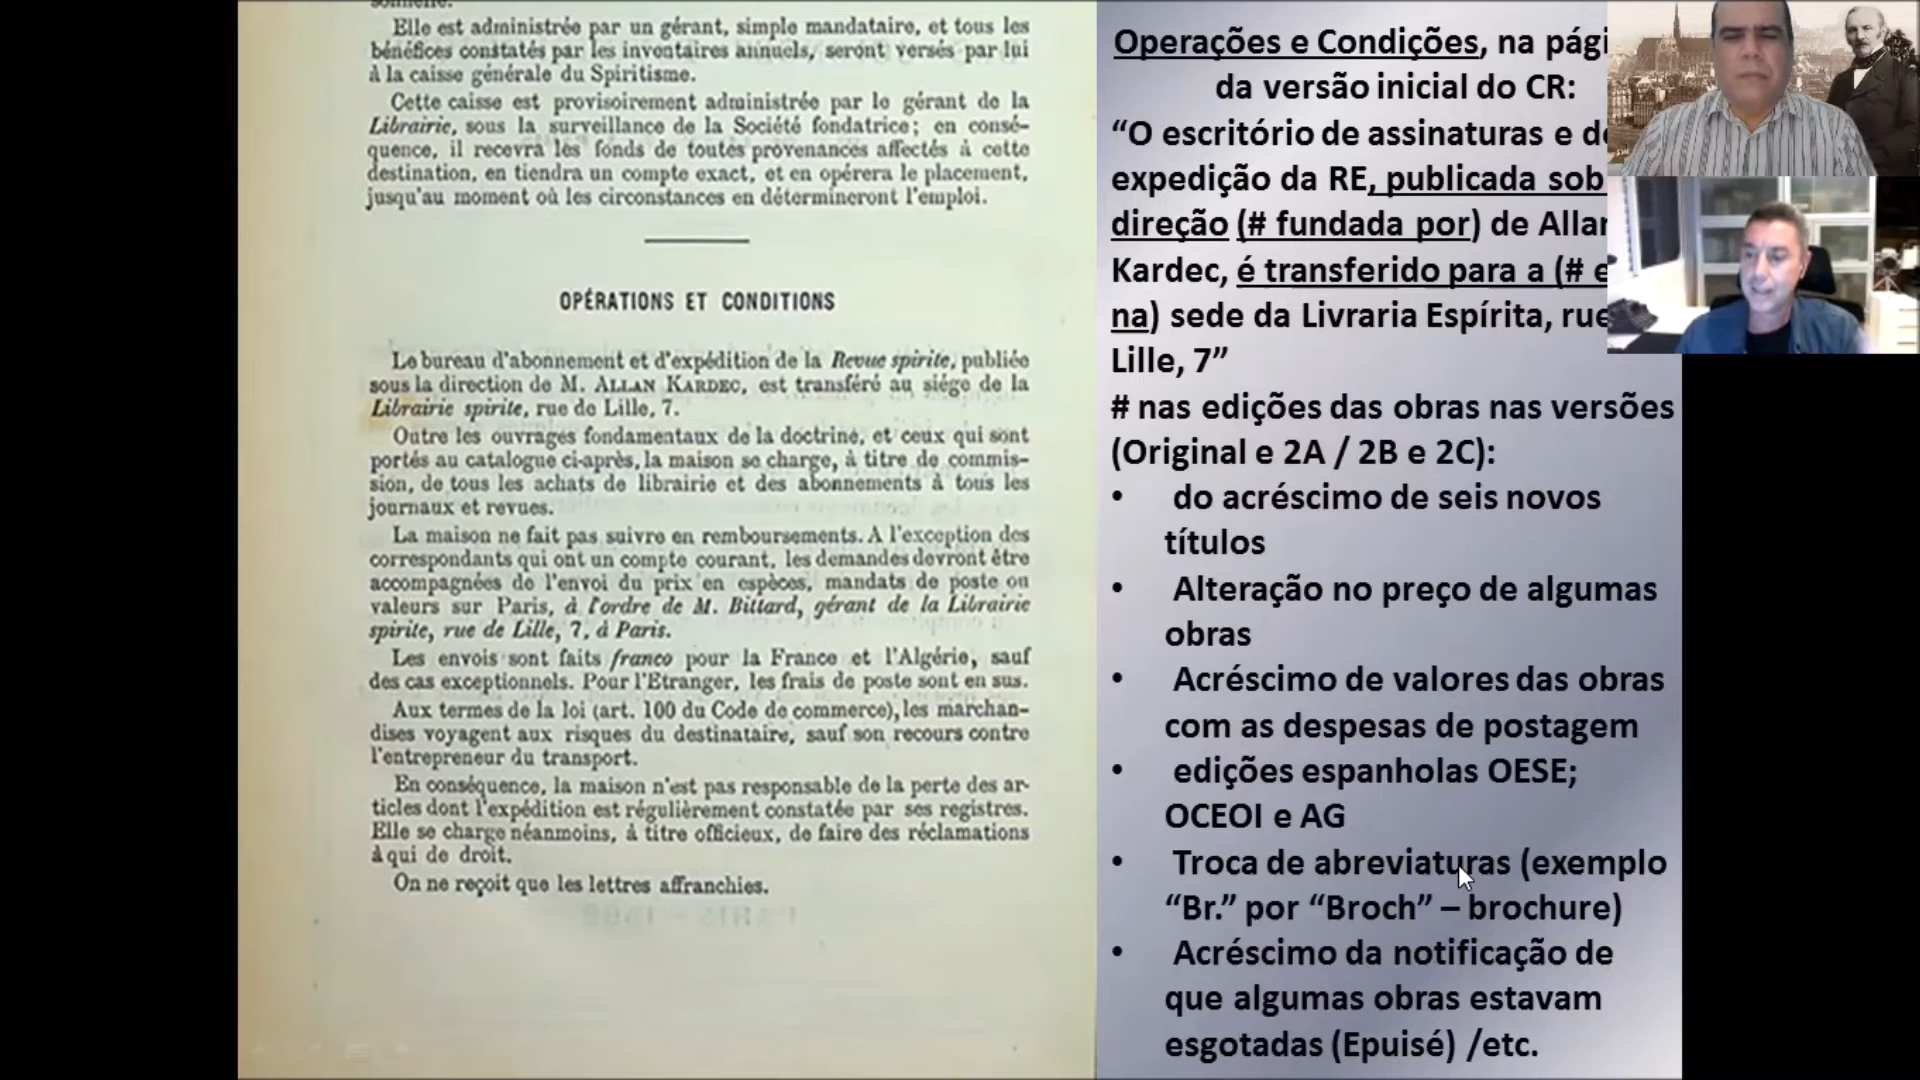 Elle est administrée par un gérant, simple mandataire, et tous les
bénéfices constatés par les inventaires annuels, seront versés par lui
à la caisse générale du Spiritisme.
Cette caisse est provisoirement administrée par le gérant de la
Librairie, sous la surveillance de la Société fondatrice; en consé-
quence, il recevra les fonds de toutes provenances affectés à cette
destination, en tiendra un compte exact, et en opérera le placement,
jusqu'au moment où les circonstances en détermineront l'emploi.
OPÉRATIONS ET CONDITIONS
Le bureau d'abonnement et d'expédition de la Revue spirite, publiée
sous la direction de M. ALLAN KARDEC, est transféré au siége de la
Librairie spirite, rue de Lille, 7.
Outre les ouvrages fondamentaux de la doctrine, et ceux qui sont
portés au catalogue ci-après, la maison se charge, à titre de commis-
sion, de tous les achats de librairie et des abonnements à tous les
journaux et revues.
La maison ne fait pas suivre en remboursements. A l'exception des
correspondants qui ont un compte courant, les demandes devront être
accompagnées de l'envoi du prix en espèces, mandats de poste ou
valeurs sur Paris, à l'ordre de M. Bittard, gérant de la Librairie
spirite, rue de Lille, 7, à Paris.
Les envois sont faits franco pour la France et l'Algérie, sauf
des cas exceptionnels. Pour l'Etranger, les frais de poste sont en sus.
Aux termes de la loi (art. 100 du Code de commerce), les marchan-
dises voyagent aux risques du destinataire, sauf son recours contre
l'entrepreneur du transport.
En conséquence, la maison n'est pas responsable de la perte des ar-
ticles dont l'expédition est régulièrement constatée par ses registres.
Elle se charge néanmoins, à titre officieux, de faire des réclamations
à qui de droit.
On ne reçoit que les lettres affranchies.
Operações e Condições, na pági
da versão inicial do CR:
“O escritório de assinaturas e de
expedição da RE, publicada sob
direção (# fundada por) de Allan
Kardec, é transferido para a (# e
na) sede da Livraria Espírita, rue
Lille, 7”
# nas edições das obras nas versões
(Original e 2A / 2B e 2C):
• do acréscimo de seis novos
títulos
• Alteração no preço de algumas
obras
• Acréscimo de valores das obras
com as despesas de postagem
• edições espanholas OESE;
OCEOI e AG
• Troca de abreviaturas (exemplo
“Br.” por “Broch” – brochure)
• Acréscimo da notificação de
que algumas obras estavam
esgotadas (Epuisé) /etc.